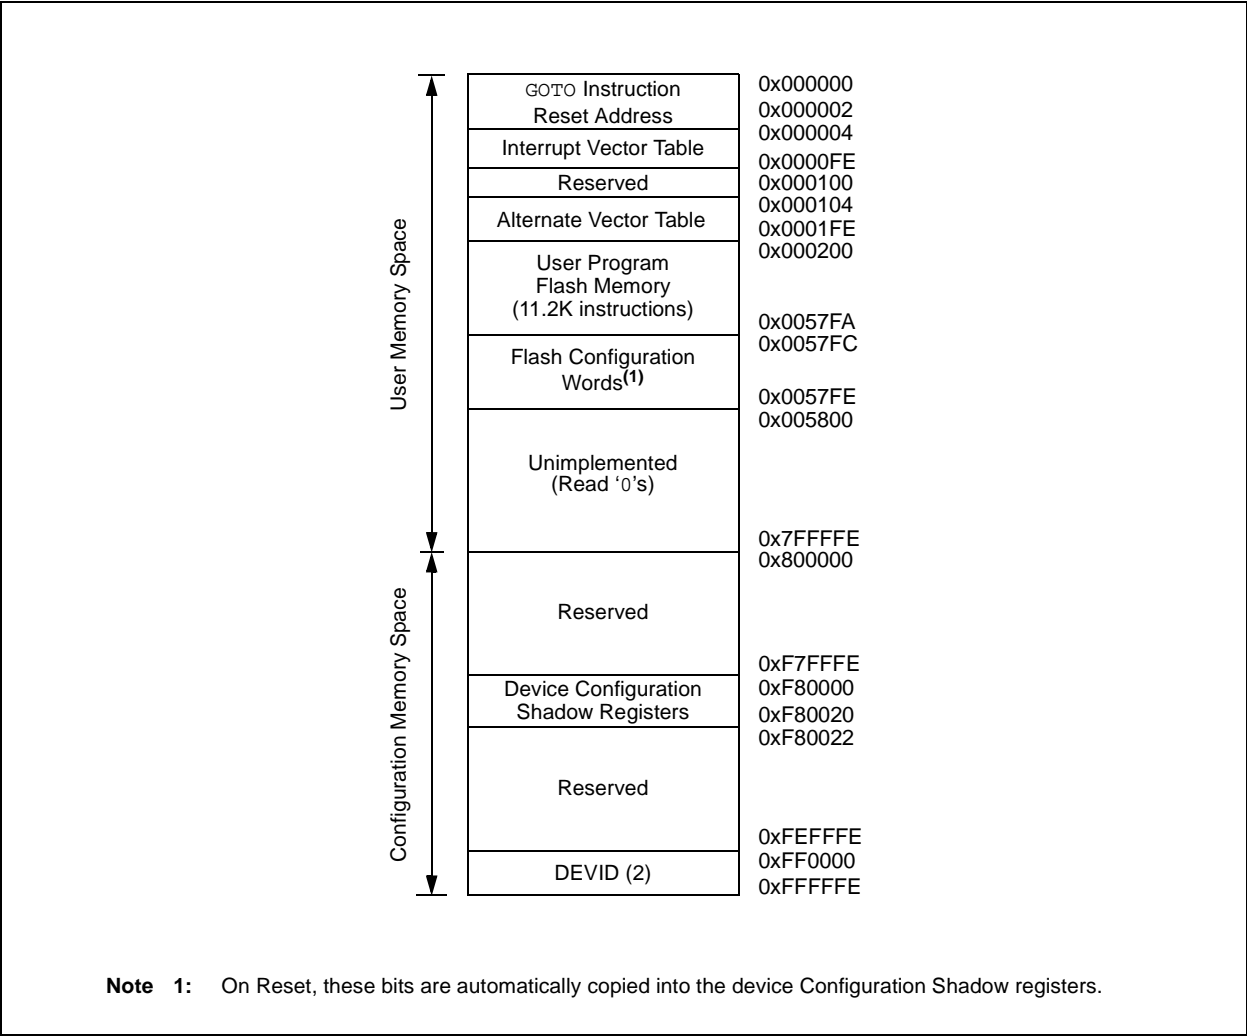 GOTO Instruction
0x000000
Reset Address
0x000002
0x000004
Interrupt Vector Table
0x0000FE
Reserved
0x000100
0x000104
Alternate Vector Table
0x0001FE
0x000200
User Program
Flash Memory
(11.2K instructions)
0x0057FA
0x0057FC
Flash Configuration
Words(1)
0x0057FE
0x005800
Unimplemented
(Read ‘0’s)
0x7FFFFE
User Memory Space
0x800000
Reserved
0xF7FFFE
Device Configuration
0xF80000
Shadow Registers
0xF80020
0xF80022
Reserved
0xFEFFFE
0xFF0000
DEVID (2)
0xFFFFFE
Configuration Memory Space
Note 1: On Reset, these bits are automatically copied into the device Configuration Shadow registers.